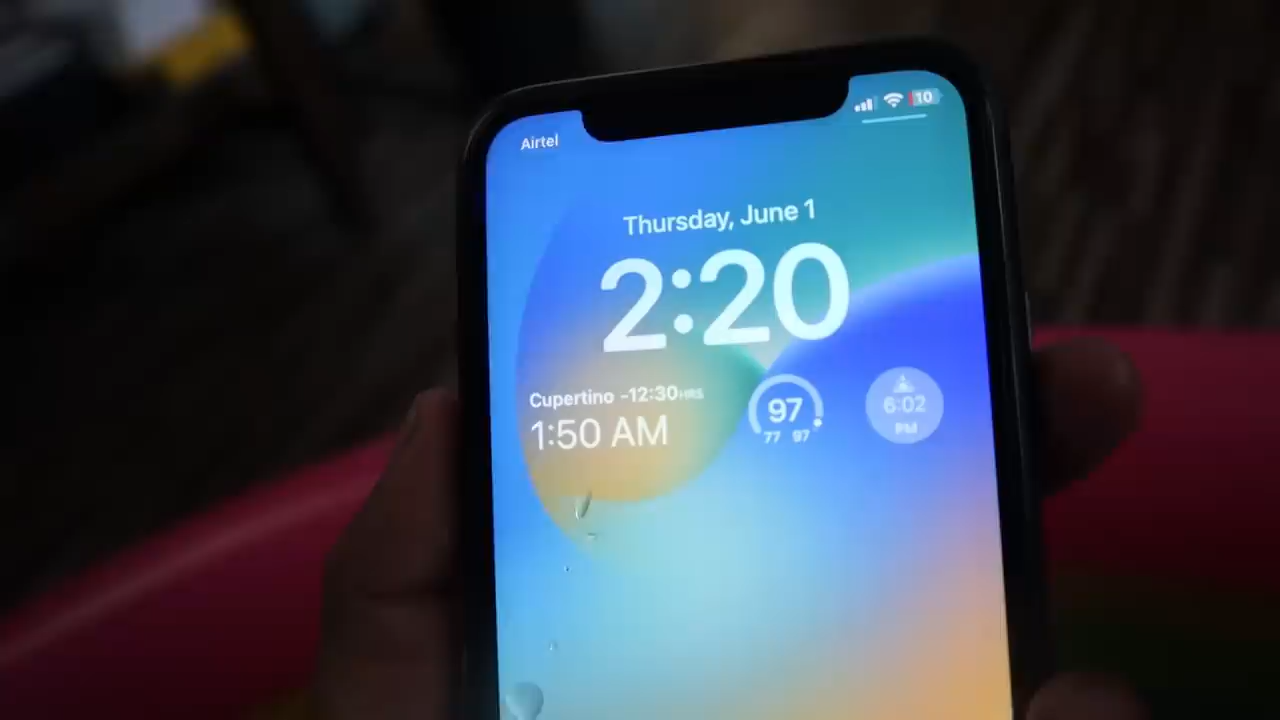 Airtel
10
Thursday, June 1
2:20
Cupertino -12:30HRS
1:50 AM
97
77 97
6:02
PM